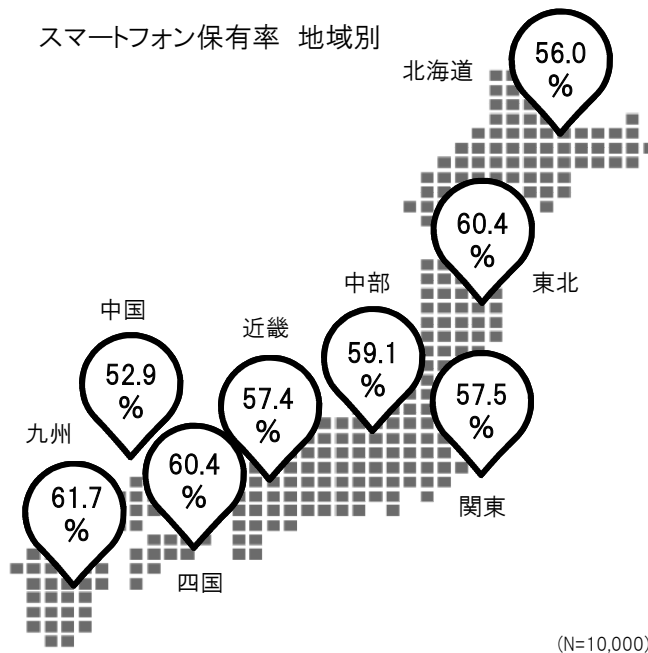 スマートフォン保有率 地域別
北海道
56.0
%
60.4
%
東北
中部
59.1
%
中国
52.9
%
近畿
57.4
%
57.5
%
関東
九州
61.7
%
60.4
%
四国
(N=10,000)